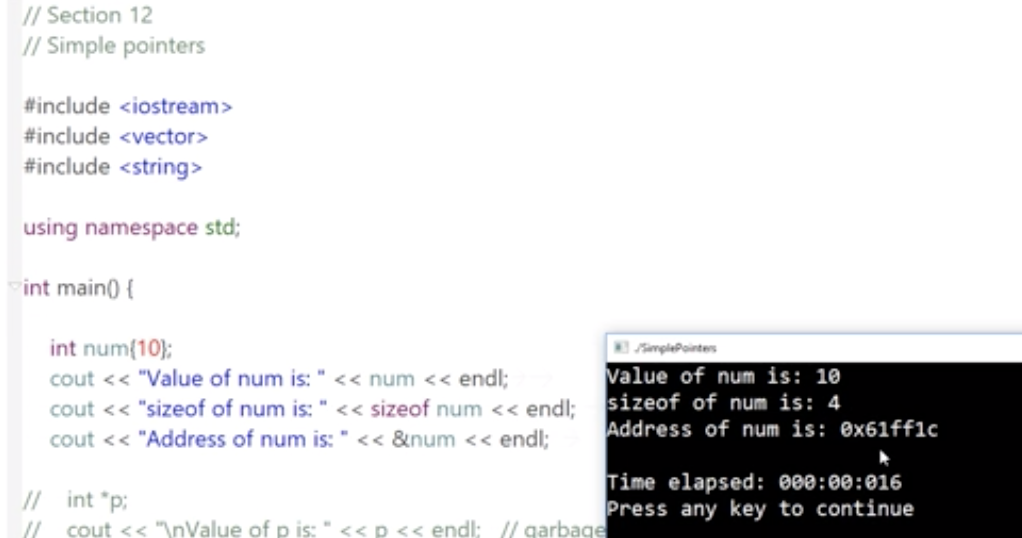 // Section 12
// Simple pointers
#include <iostream>
#include <vector>
#include <string>
using namespace std;
int main() {
int num{10};
cout << "Value of num is: " << num << endl;
cout << "sizeof of num is: " << sizeof num << endl;
cout << "Address of num is: " << &num << endl;
// int *p;
// cout << "\nValue of p is: " << p << endl; // garbage
./SimplePointers
Value of num is: 10
sizeof of num is: 4
Address of num is: 0x61ff1c
Time elapsed: 000:00:016
Press any key to continue